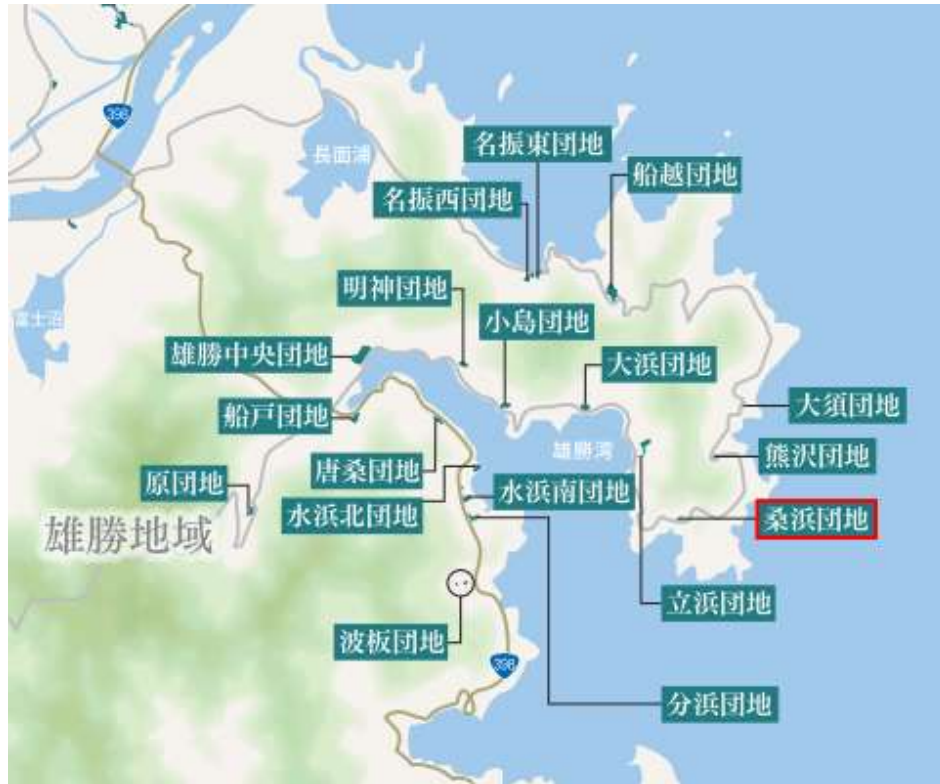 398
名振東団地
長面浦
船越団地
名振西団地
明神団地
富士沼
小島団地
雄勝中央団地
大浜団地
船戸団地
大須団地
唐桑団地
雄勝湾
熊沢団地
原団地
水浜南団地
水浜北団地
桑浜団地
雄勝地域
立浜団地
波板団地
398
分浜団地